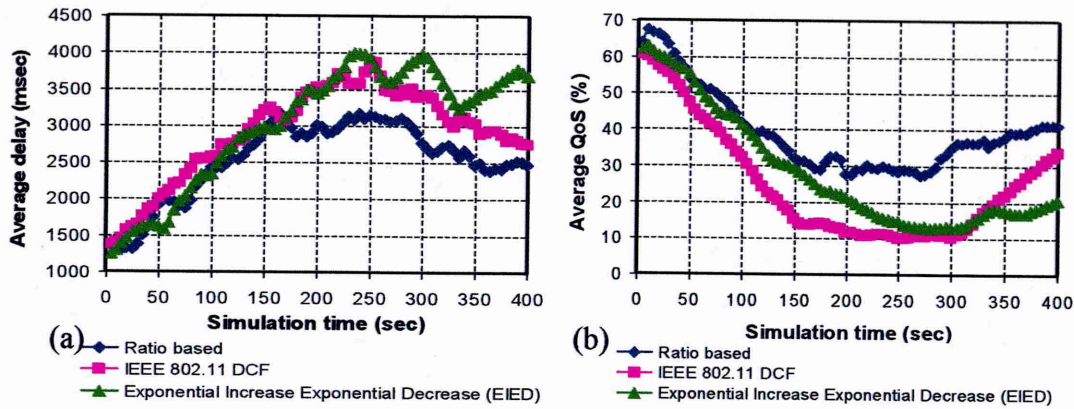 Average delay (msec)
4500
4000
3500
3000
2500
2000
1500
1000
0
50
100
150
200
250
300
350
400
Simulation time (sec)
(a)
Ratio based
IEEE 802.11 DCF
Exponential Increase Exponential Decrease (EIED)
Average QoS (%)
70
60
50
40
30
20
10
0
0
50
100
150
200
250
300
350
400
Simulation time (sec)
(b)
Ratio based
IEEE 802.11 DCF
Exponential Increase Exponential Decrease (EIED)